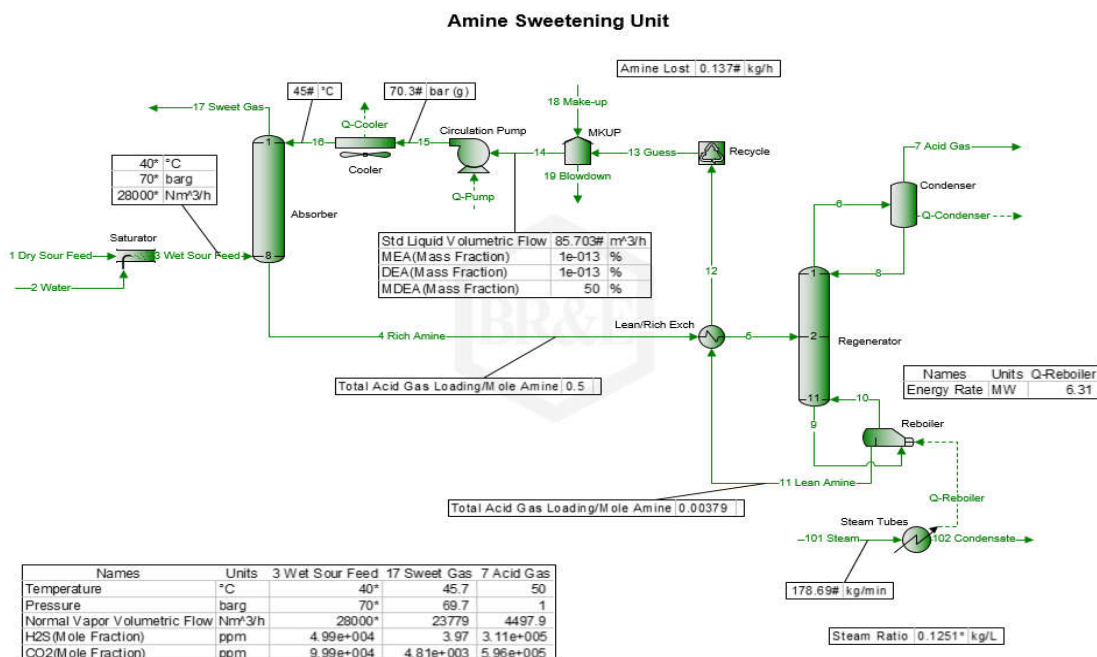 Amine Sweetening Unit
Amine Lost 0.137# kg/h
17 Sweet Gas
45# °C
70.3# bar (g)
18 Make-up
Q-Cooler
Circulation Pump
MKUP
1
16
15
14
13 Guess
Recycle
7 Acid Gas
Cooler
19 Blowdown
Condenser
Q-Pump
6
Q-Condenser
40* °C
70* barg
28000* Nm^3/h
Absorber
Saturator
1 Dry Sour Feed
3 Wet Sour Feed
8
2 Water
Std Liquid Volumetric Flow 85.703# m^3/h
MEA(Mass Fraction) 1e-013 %
DEA(Mass Fraction) 1e-013 %
MDEA(Mass Fraction) 50 %
12
1
8
BR&E
Lean/Rich Exch
4 Rich Amine
5
2
Regenerator
Total Acid Gas Loading/Mole Amine 0.5
Names Units Q-Reboiler
Energy Rate MW 6.31
11
10
9
Reboiler
11 Lean Amine
Total Acid Gas Loading/Mole Amine 0.00379
Q-Reboiler
Steam Tubes
101 Steam
102 Condensate
178.69# kg/min
Steam Ratio 0.1251* kg/L
Names Units 3 Wet Sour Feed 17 Sweet Gas 7 Acid Gas
Temperature °C 40* 45.7 50
Pressure barg 70* 69.7 1
Normal Vapor Volumetric Flow Nm^3/h 28000* 23779 4497.9
H2S(Mole Fraction) ppm 4.99e+004 3.97 3.11e+005
CO2(Mole Fraction) ppm 9.99e+004 4.81e+003 5.96e+005